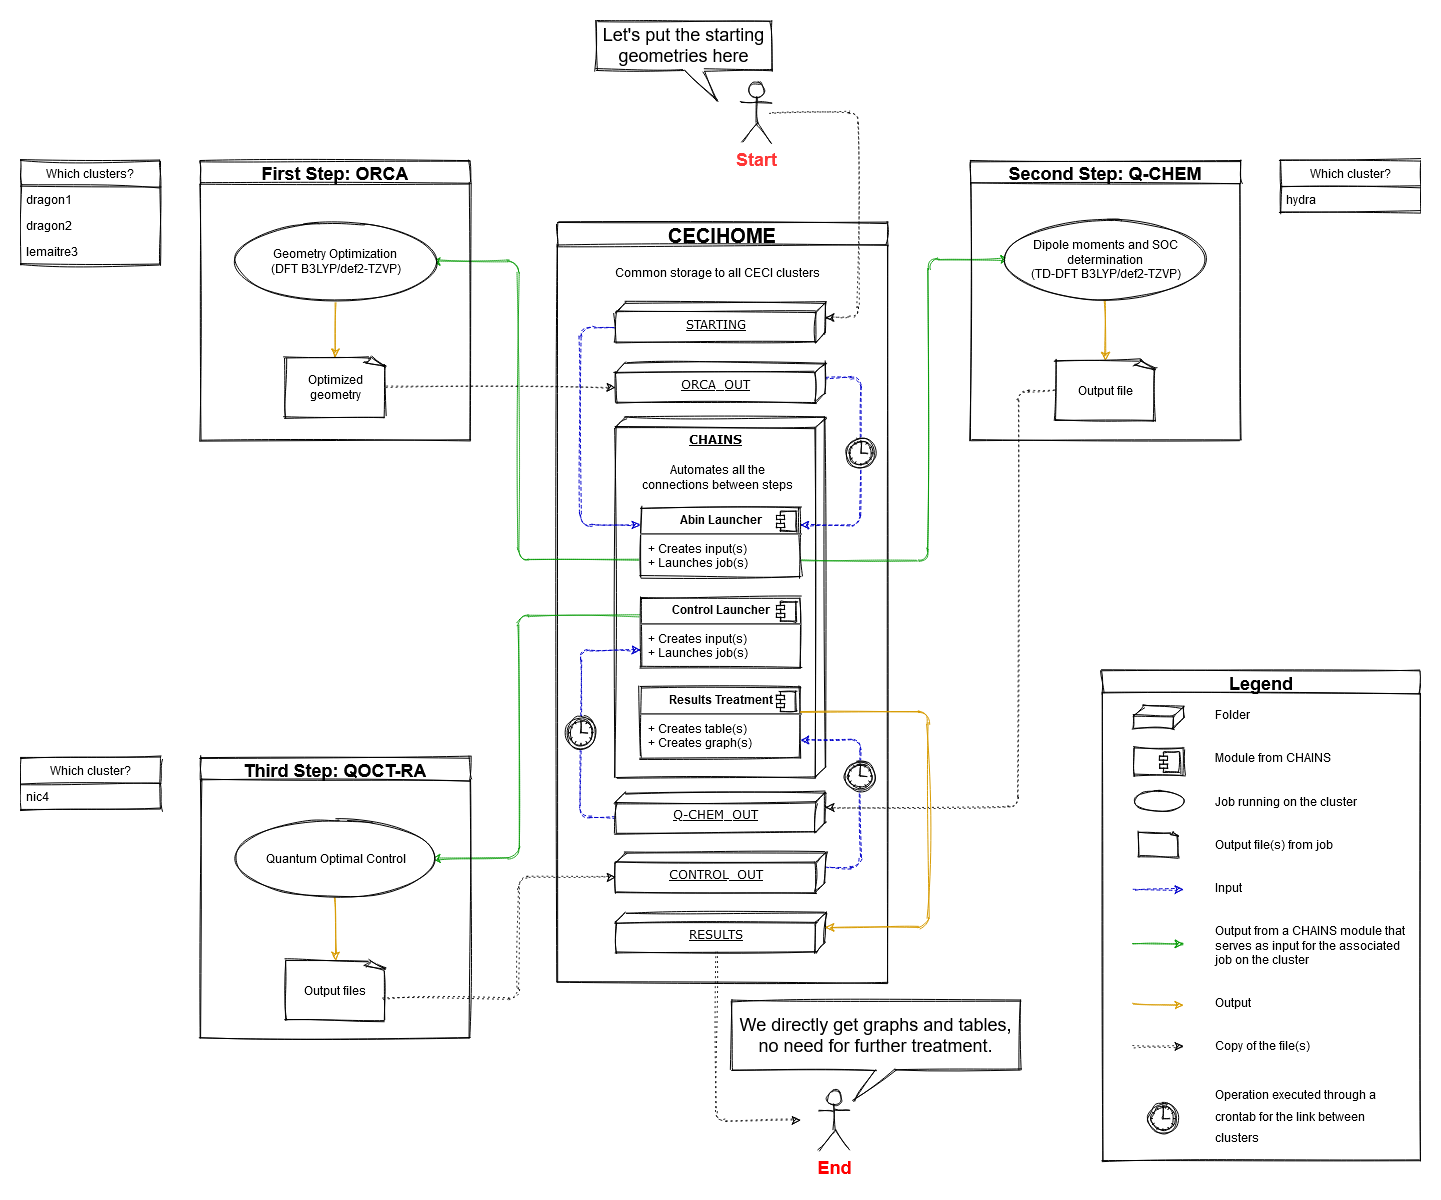 Let's put the starting
geometries here
Start
Which clusters?
dragon1
dragon2
lemaitre3
First Step: ORCA
Geometry Optimization
(DFT B3LYP/def2-TZVP)
Optimized
geometry
CECIHOME
Common storage to all CECI clusters
STARTING
ORCA_OUT
CHAINS
Automates all the
connections between steps
Abin Launcher
+ Creates input(s)
+ Launches job(s)
Control Launcher
+ Creates input(s)
+ Launches job(s)
Results Treatment
+ Creates table(s)
+ Creates graph(s)
Q-CHEM_OUT
CONTROL_OUT
RESULTS
Second Step: Q-CHEM
Dipole moments and SOC
determination
(TD-DFT B3LYP/def2-TZVP)
Output file
Which cluster?
hydra
Which cluster?
nic4
Third Step: QOCT-RA
Quantum Optimal Control
Output files
We directly get graphs and tables,
no need for further treatment.
End
Legend
Folder
Module from CHAINS
Job running on the cluster
Output file(s) from job
Input
Output from a CHAINS module that
serves as input for the associated
job on the cluster
Output
Copy of the file(s)
Operation executed through a
crontab for the link between
clusters